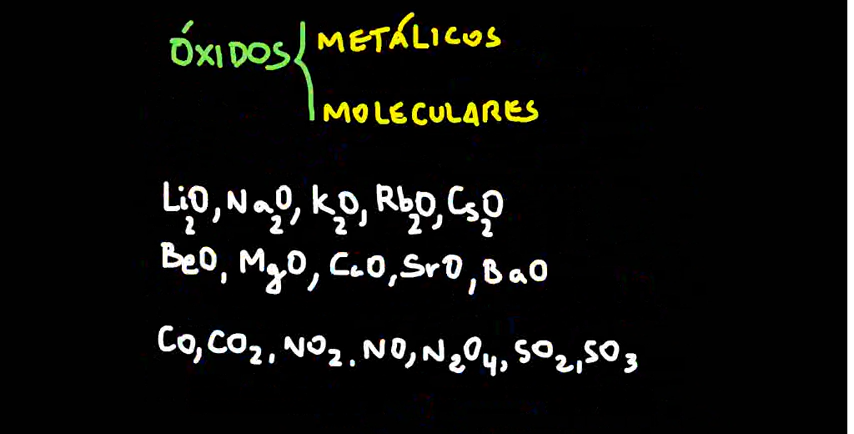 ÓXIDOS { METÁLICOS
MOLECULARES
Li₂O, Na₂O, K₂O, Rb₂O, Cs₂O
BeO, MgO, CaO, SrO, BaO
CO, CO₂, NO₂. NO, N₂O₄, SO₂, SO₃